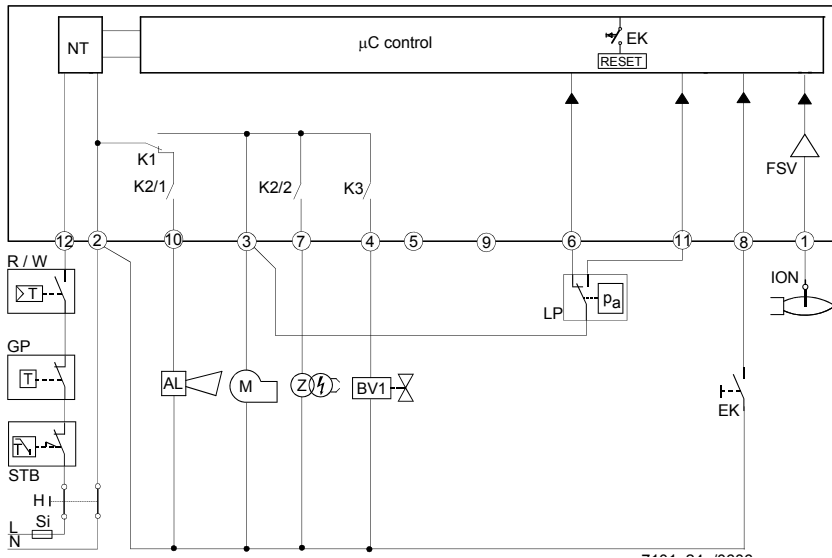 NT
μC control
EK
RESET
K1
K2/1
K2/2
K3
FSV
12
2
10
3
7
4
5
9
6
11
8
1
R / W
T
LP
pa
ION
GP
T
AL
M
Z
BV1
EK
T
STB
H
Si
L
N